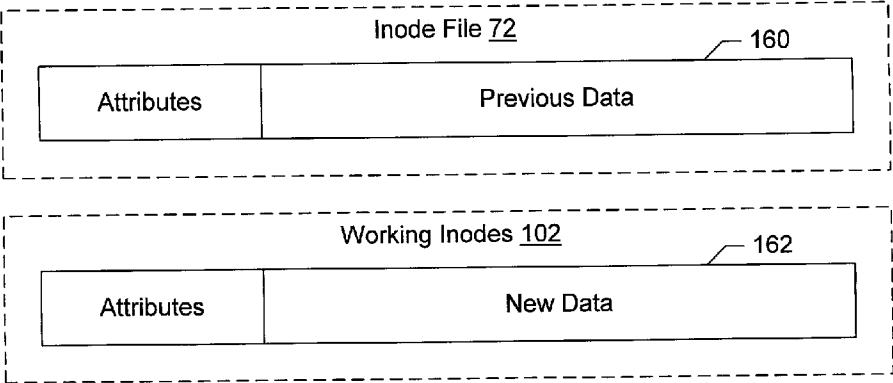 Inode File 72
160
Attributes Previous Data
Working Inodes 102
162
Attributes New Data